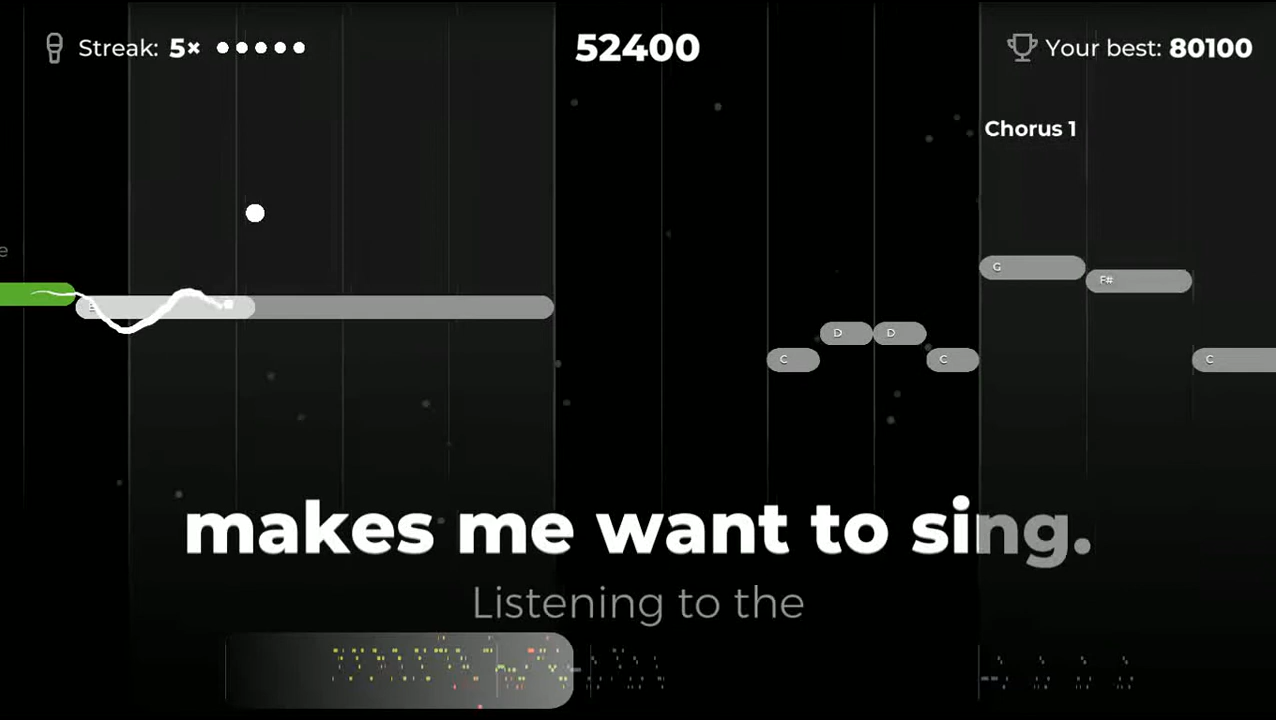 Streak: 5×
52400
Your best: 80100
Chorus 1
e
G
F#
D D
C C C
makes me want to sing.
Listening to the